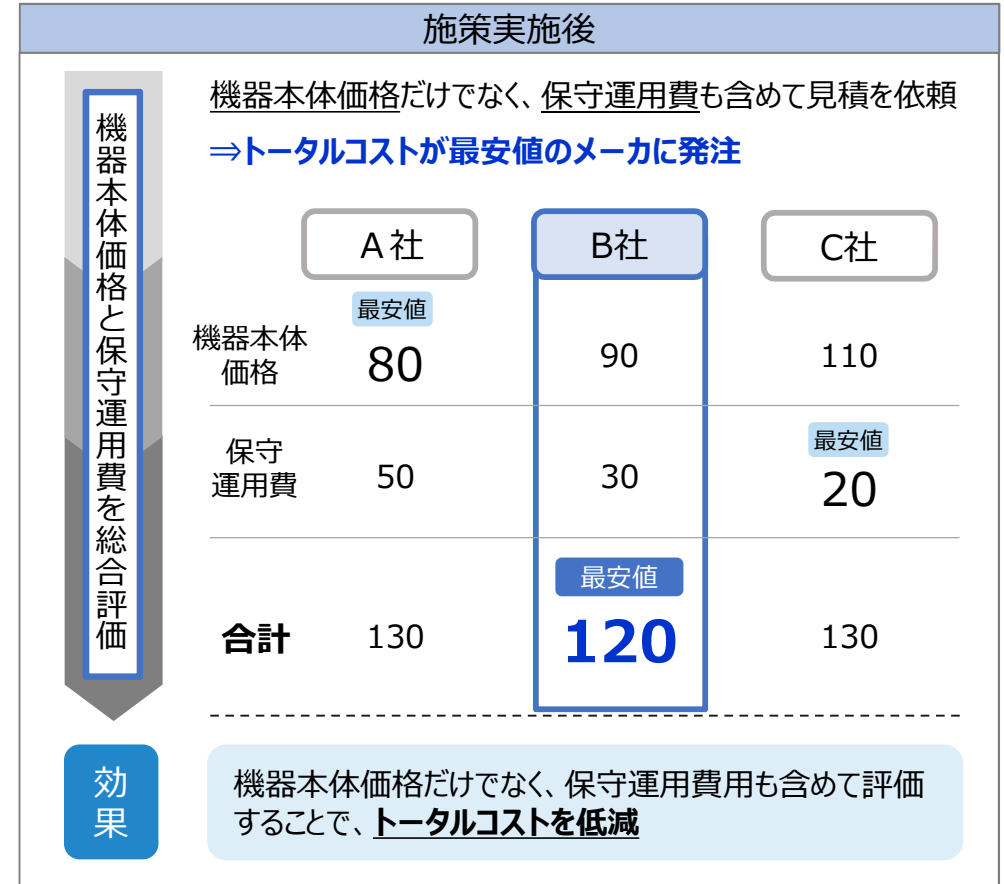 施策実施後
機器本体価格と保守運用費を総合評価
機器本体価格だけでなく、保守運用費も含めて見積を依頼
⇒トータルコストが最安値のメーカに発注
A社 B社 C社
最安値
機器本体
価格
80 90 110
保守
運用費
最安値
50 30 20
最安値
合計 130 120 130
効果
機器本体価格だけでなく、保守運用費用も含めて評価
することで、トータルコストを低減